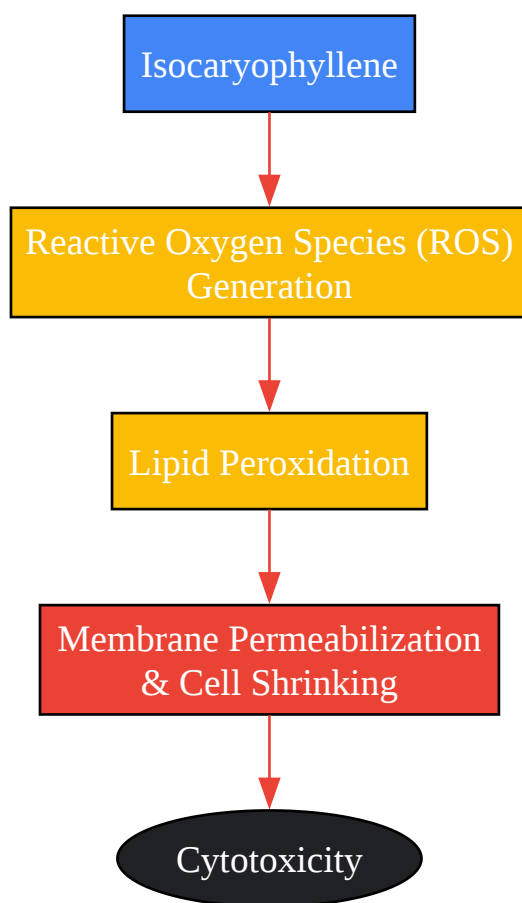 Isocaryophyllene
Reactive Oxygen Species (ROS)
Generation
Lipid Peroxidation
Membrane Permeabilization
& Cell Shrinking
Cytotoxicity